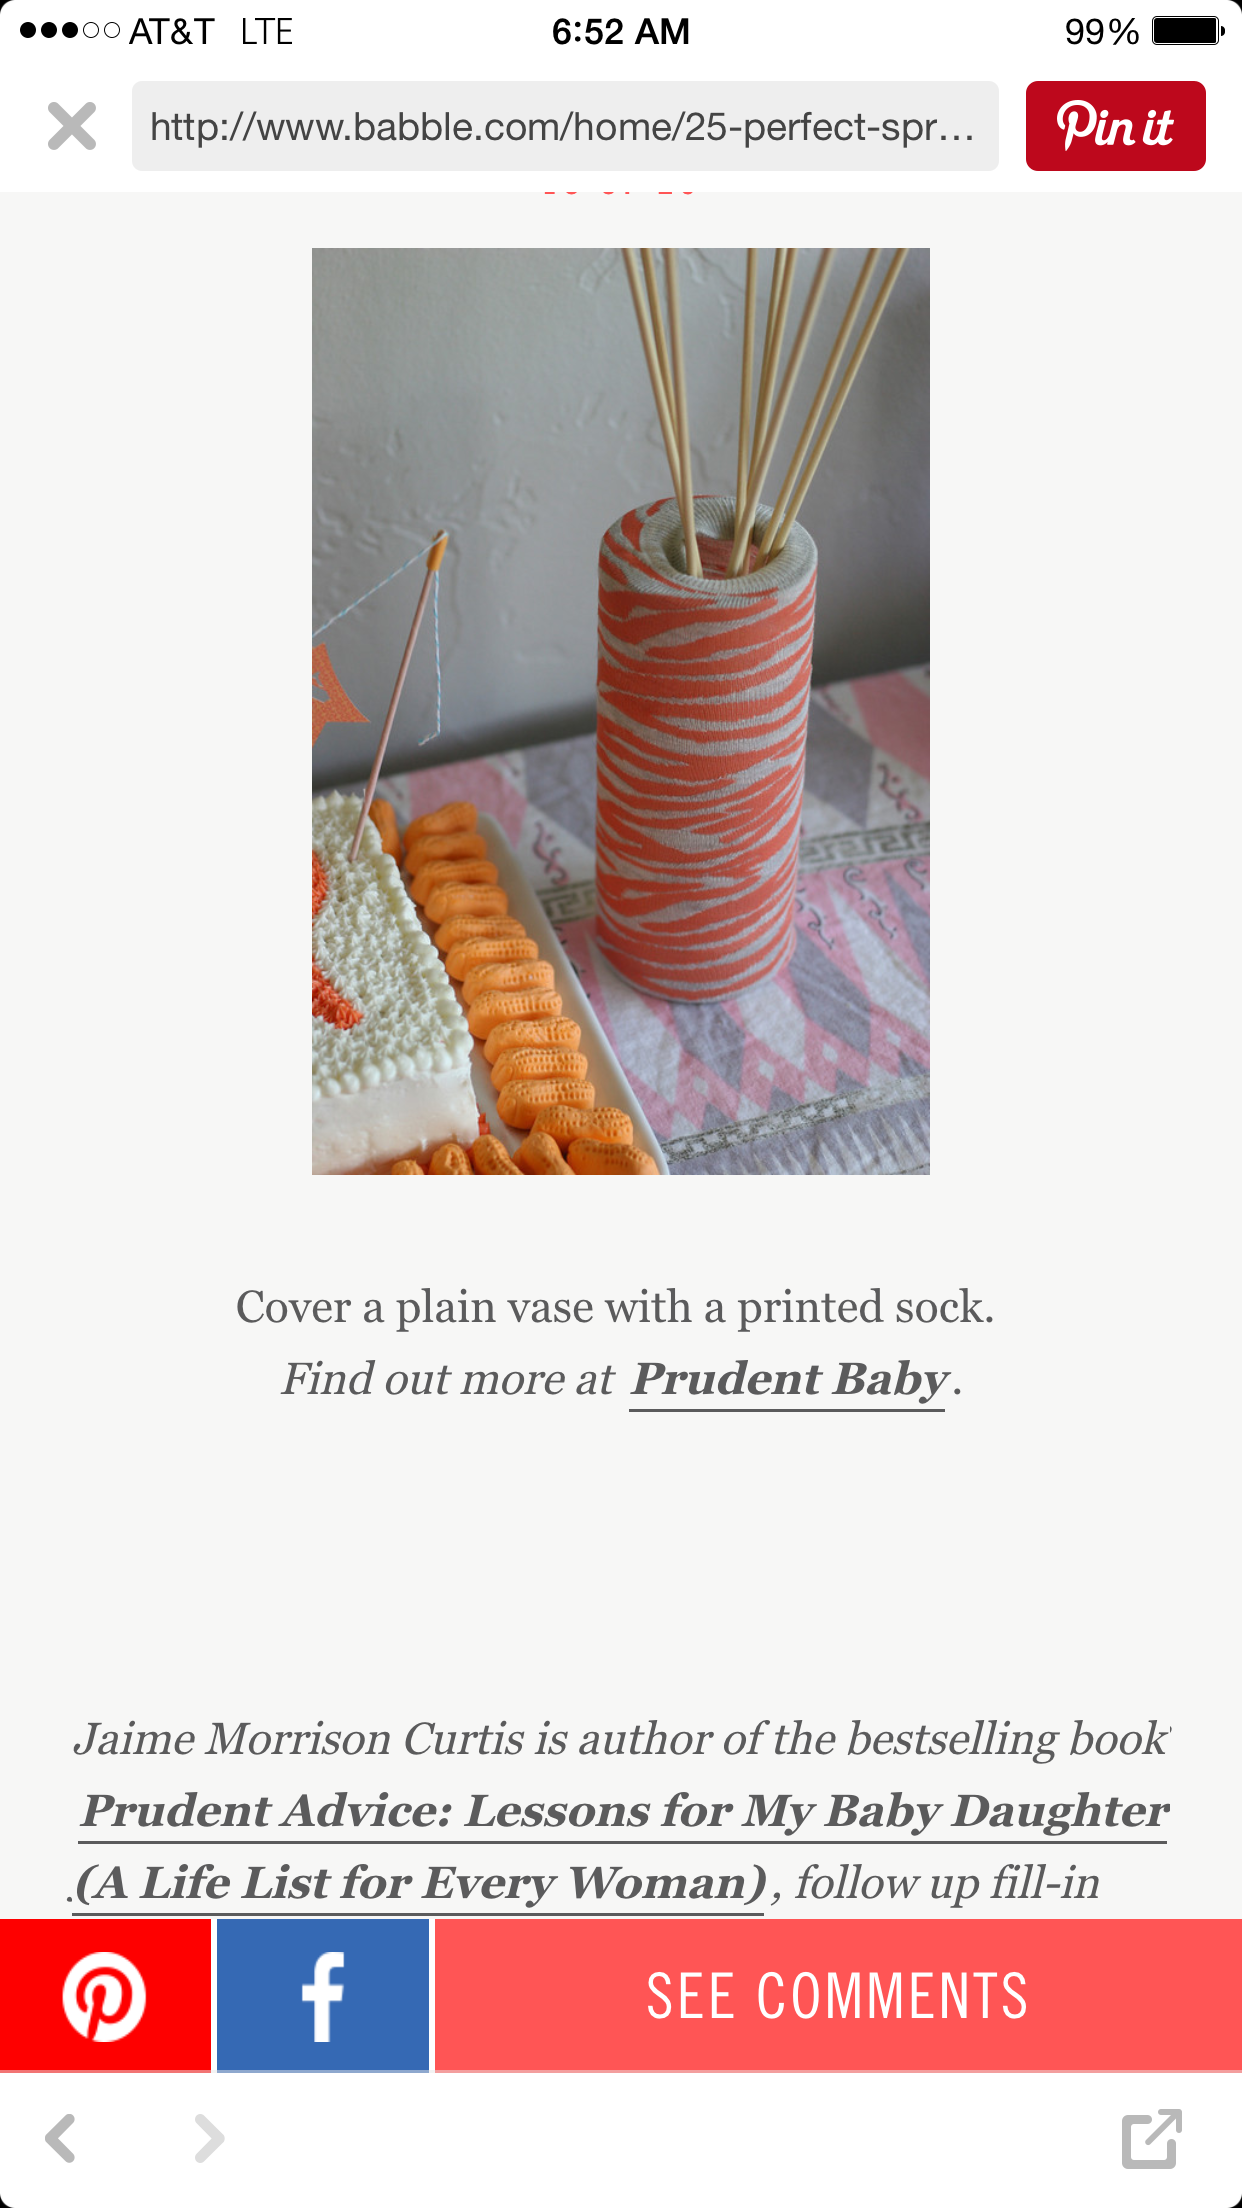 AT&T LTE 6:52 AM 99%
http://www.babble.com/home/25-perfect-spr... Pin it
Cover a plain vase with a printed sock.
Find out more at Prudent Baby.
Jaime Morrison Curtis is author of the bestselling book
Prudent Advice: Lessons for My Baby Daughter
(A Life List for Every Woman), follow up fill-in
SEE COMMENTS